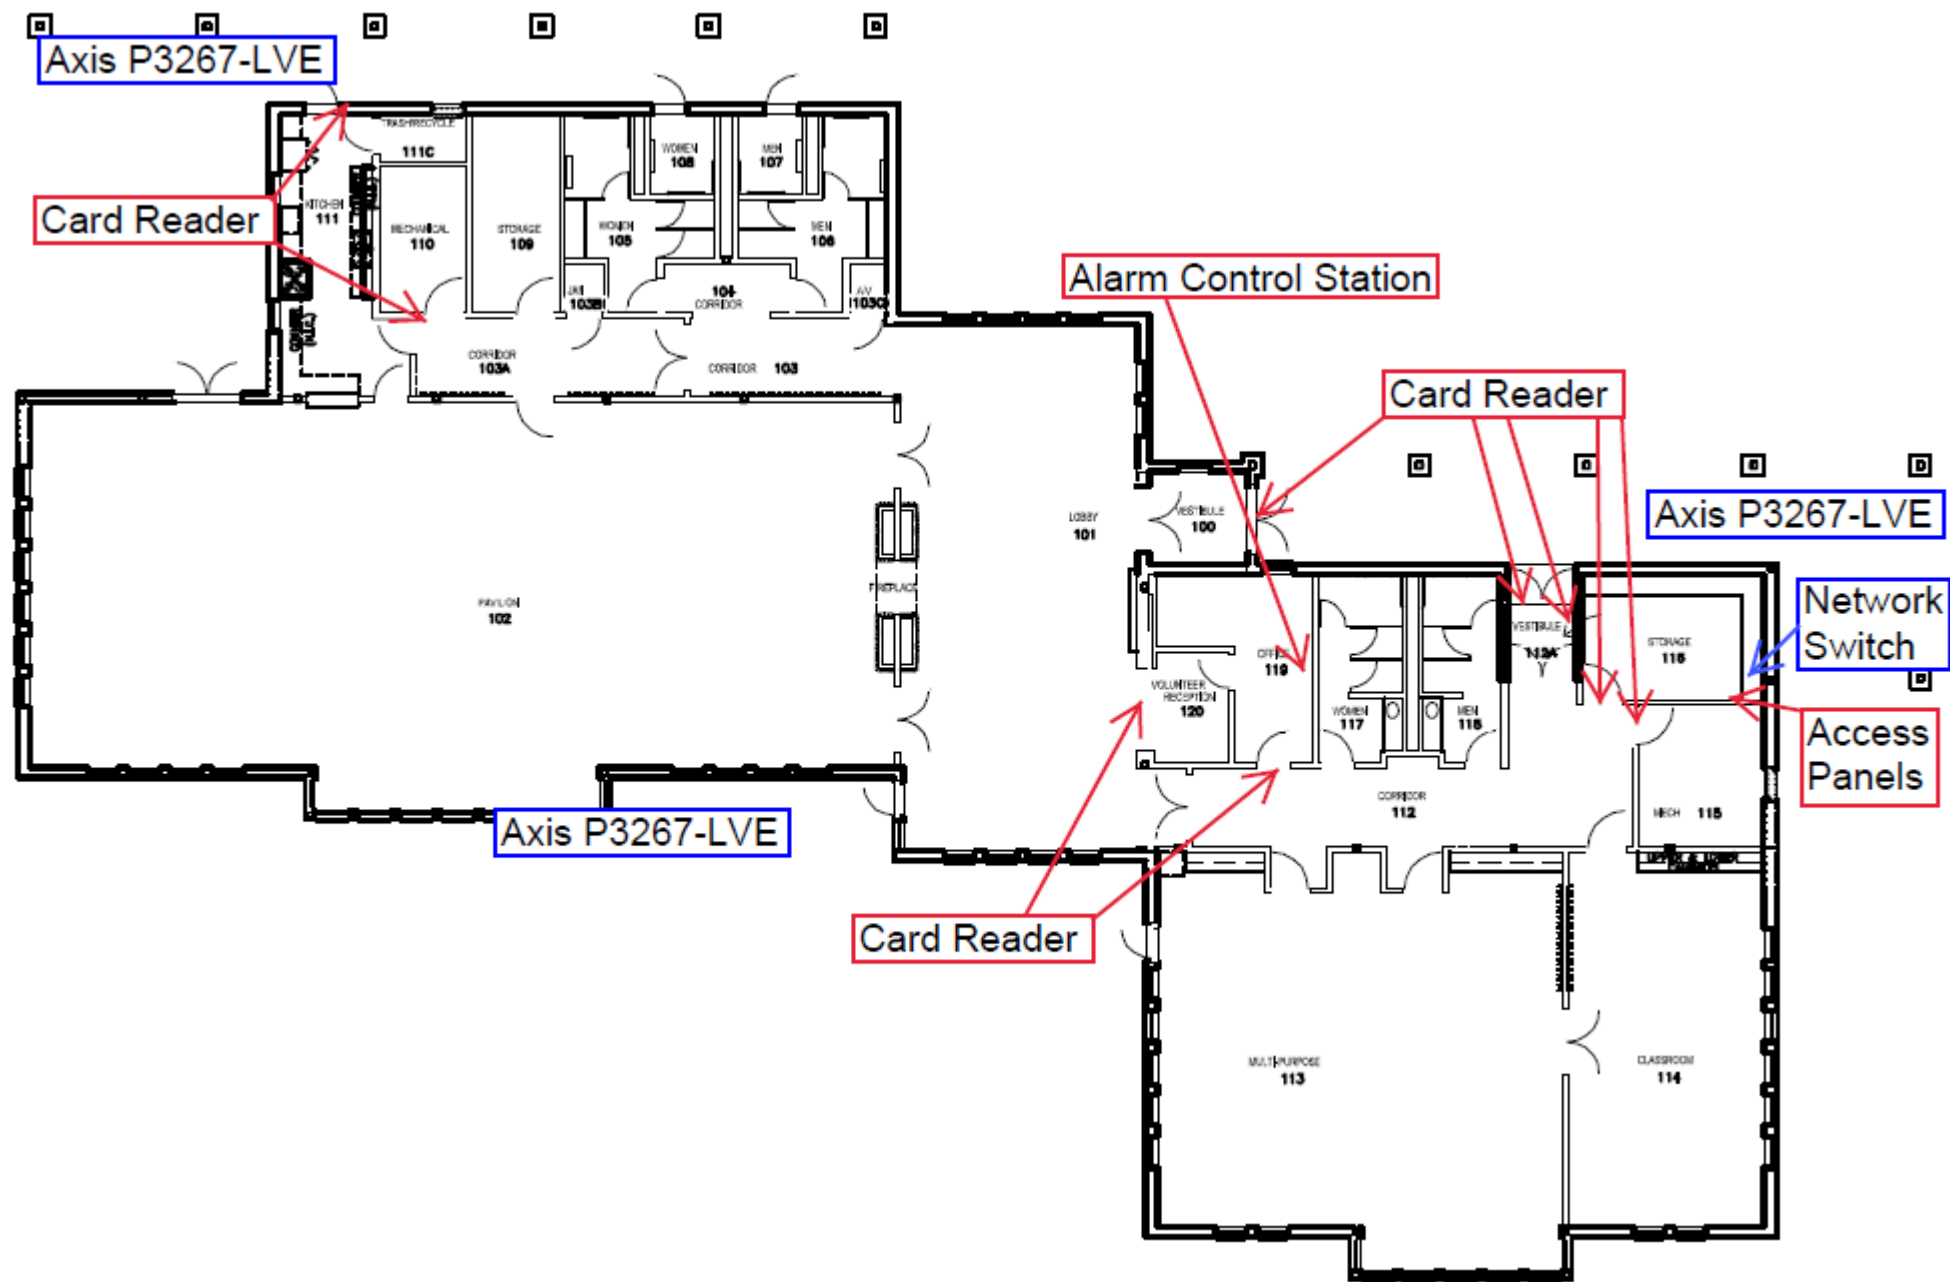 Axis P3267-LVE
TRASH/RECYCLE
111C
WOMEN
108
MEN
107
Card Reader
KITCHEN
111
MECHANICAL
110
STORAGE
109
WOMEN
105
MEN
106
Alarm Control Station
JAN
103B
104
CORRIDOR
A/V
103C
CORRIDOR
103A
CORRIDOR 103
Card Reader
Axis P3267-LVE
LOBBY
101
VESTIBULE
100
FIREPLACE
PAVILION
102
Network
Switch
VESTIBULE
112A
STORAGE
116
OFFICE
119
VOLUNTEER
RECEPTION
120
WOMEN
117
MEN
118
Access
Panels
CORRIDOR
112
MECH 115
Axis P3267-LVE
UPPER & LOWER
CABINETS
Card Reader
MULTI-PURPOSE
113
CLASSROOM
114